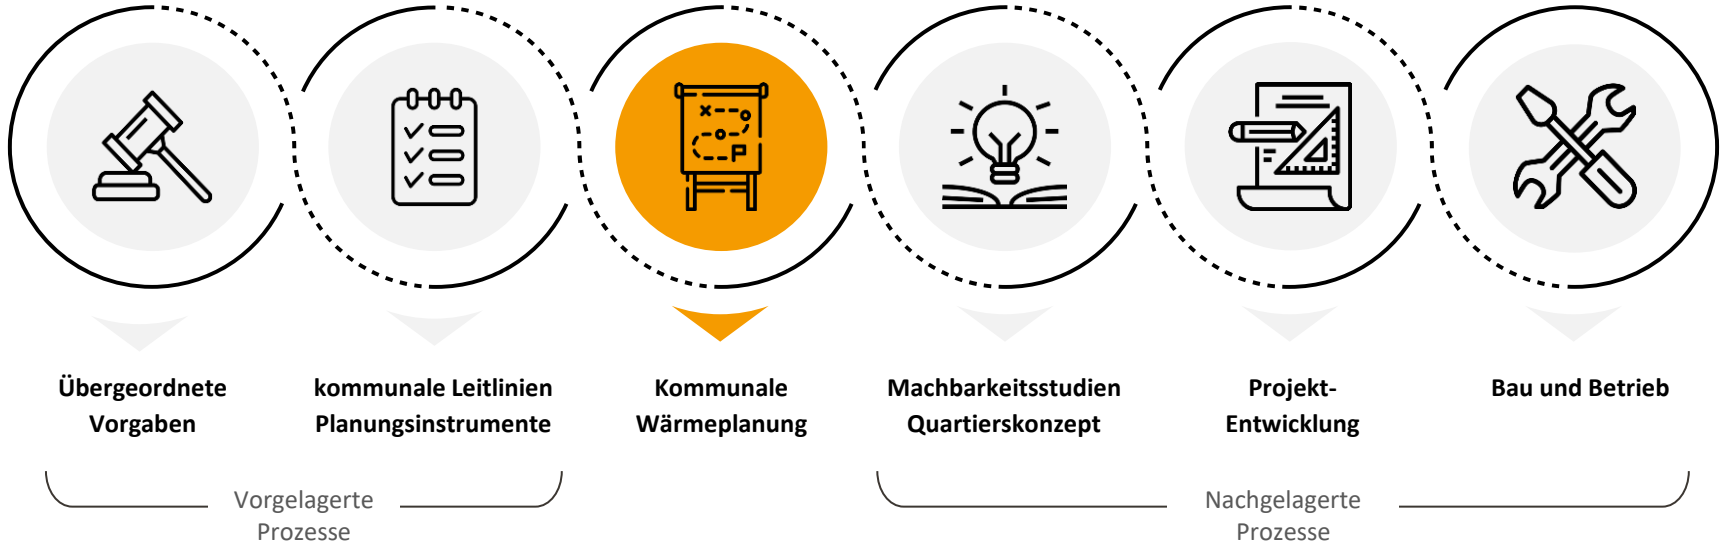 Übergeordnete
Vorgaben
kommunale Leitlinien
Planungsinstrumente
Kommunale
Wärmeplanung
Machbarkeitsstudien
Quartierskonzept
Projekt-
Entwicklung
Bau und Betrieb
Vorgelagerte
Prozesse
Nachgelagerte
Prozesse